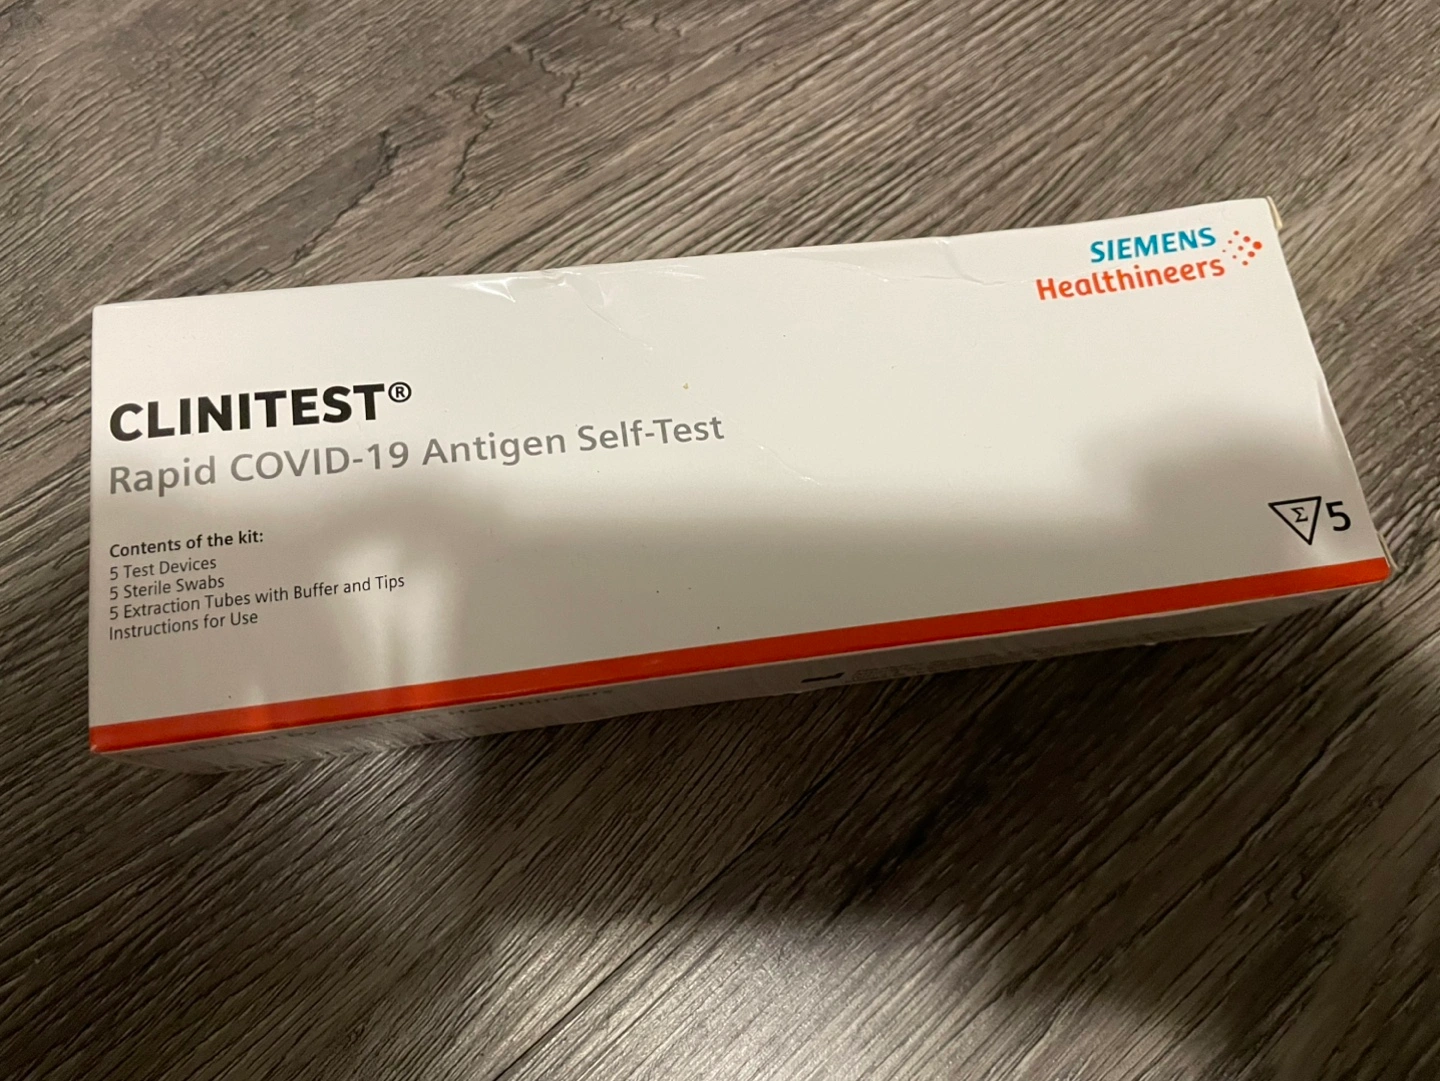 SIEMENS
Healthineers
CLINITEST®
Rapid COVID-19 Antigen Self-Test
Contents of the kit:
5 Test Devices
5 Sterile Swabs
5 Extraction Tubes with Buffer and Tips
Instructions for Use
Σ 5
Healthineers